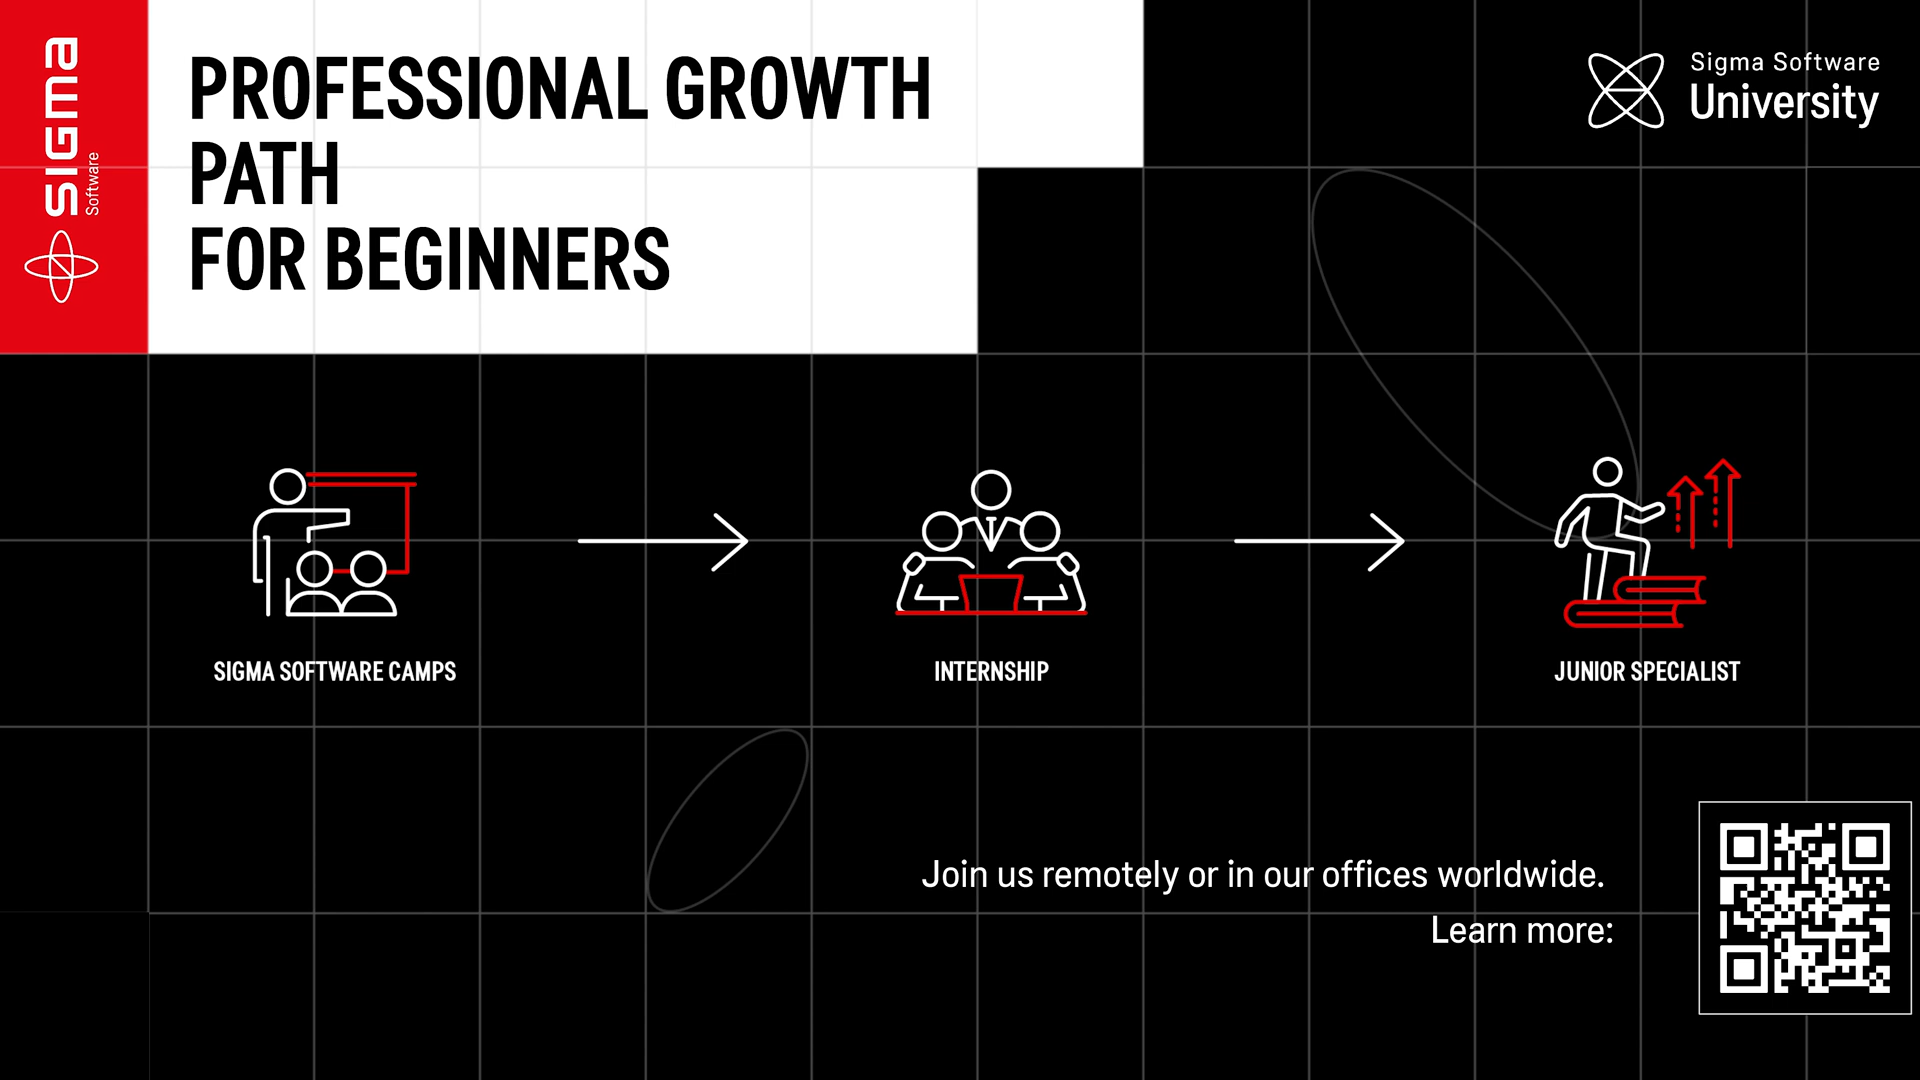 sigma
Software
PROFESSIONAL GROWTH
PATH
FOR BEGINNERS
Sigma Software
University
SIGMA SOFTWARE CAMPS
INTERNSHIP
JUNIOR SPECIALIST
Join us remotely or in our offices worldwide.
Learn more: